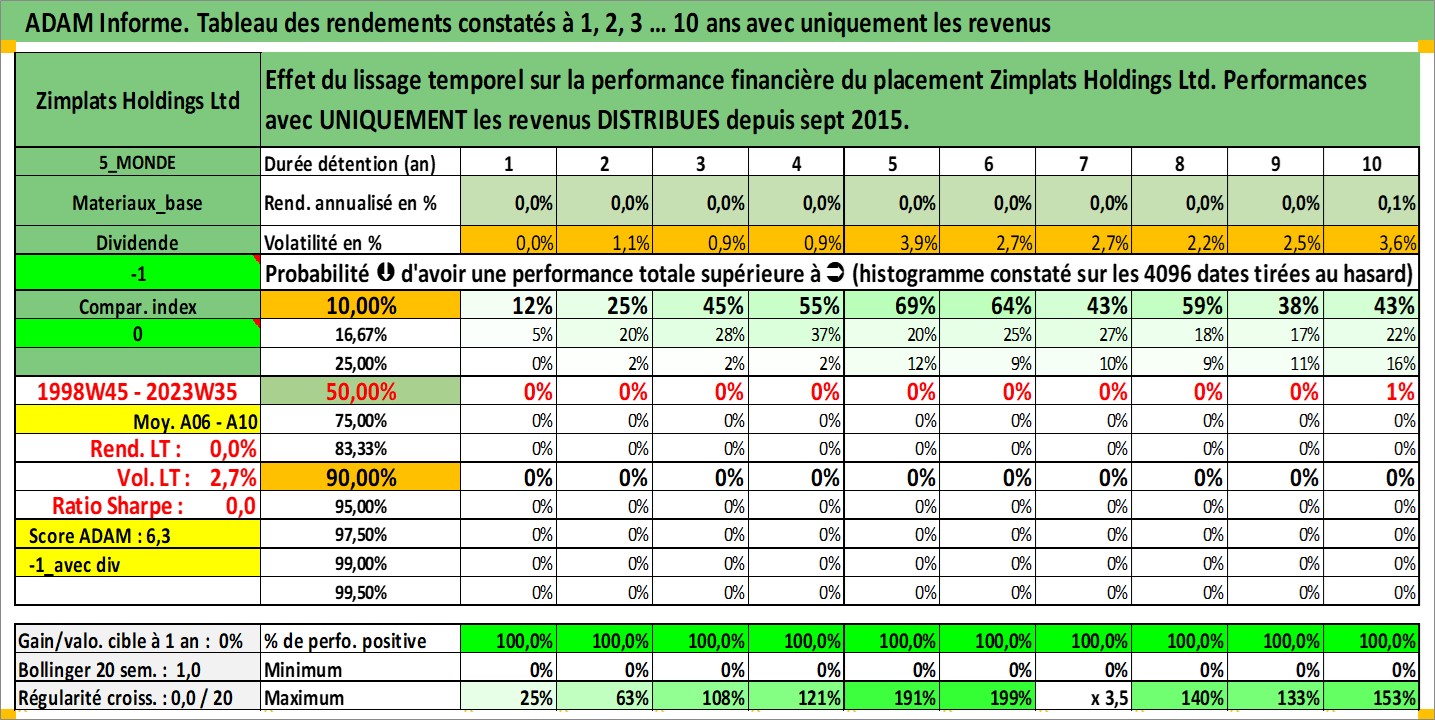 ADAM Informe. Tableau des rendements constatés à 1, 2, 3 ... 10 ans avec uniquement les revenus
Zimplats Holdings Ltd
Effet du lissage temporel sur la performance financière du placement Zimplats Holdings Ltd. Performances
avec UNIQUEMENT les revenus DISTRIBUES depuis sept 2015.
5_MONDE Durée détention (an) 1 2 3 4 5 6 7 8 9 10
Materiaux_base Rend. annualisé en % 0,0% 0,0% 0,0% 0,0% 0,0% 0,0% 0,0% 0,0% 0,0% 0,1%
Dividende Volatilité en % 0,0% 1,1% 0,9% 0,9% 3,9% 2,7% 2,7% 2,2% 2,5% 3,6%
-1 Probabilité ⮋ d'avoir une performance totale supérieure à ⮊ (histogramme constaté sur les 4096 dates tirées au hasard)
Compar. index 10,00% 12% 25% 45% 55% 69% 64% 43% 59% 38% 43%
0 16,67% 5% 20% 28% 37% 20% 25% 27% 18% 17% 22%
25,00% 0% 2% 2% 2% 12% 9% 10% 9% 11% 16%
1998W45 - 2023W35 50,00% 0% 0% 0% 0% 0% 0% 0% 0% 0% 1%
Moy. A06 - A10 75,00% 0% 0% 0% 0% 0% 0% 0% 0% 0% 0%
Rend. LT : 0,0% 83,33% 0% 0% 0% 0% 0% 0% 0% 0% 0% 0%
Vol. LT : 2,7% 90,00% 0% 0% 0% 0% 0% 0% 0% 0% 0% 0%
Ratio Sharpe : 0,0 95,00% 0% 0% 0% 0% 0% 0% 0% 0% 0% 0%
Score ADAM : 6,3 97,50% 0% 0% 0% 0% 0% 0% 0% 0% 0% 0%
-1_avec div 99,00% 0% 0% 0% 0% 0% 0% 0% 0% 0% 0%
99,50% 0% 0% 0% 0% 0% 0% 0% 0% 0% 0%
Gain/valo. cible à 1 an : 0% % de perfo. positive 100,0% 100,0% 100,0% 100,0% 100,0% 100,0% 100,0% 100,0% 100,0% 100,0%
Bollinger 20 sem. : 1,0 Minimum 0% 0% 0% 0% 0% 0% 0% 0% 0% 0%
Régularité croiss. : 0,0 / 20 Maximum 25% 63% 108% 121% 191% 199% x 3,5 140% 133% 153%